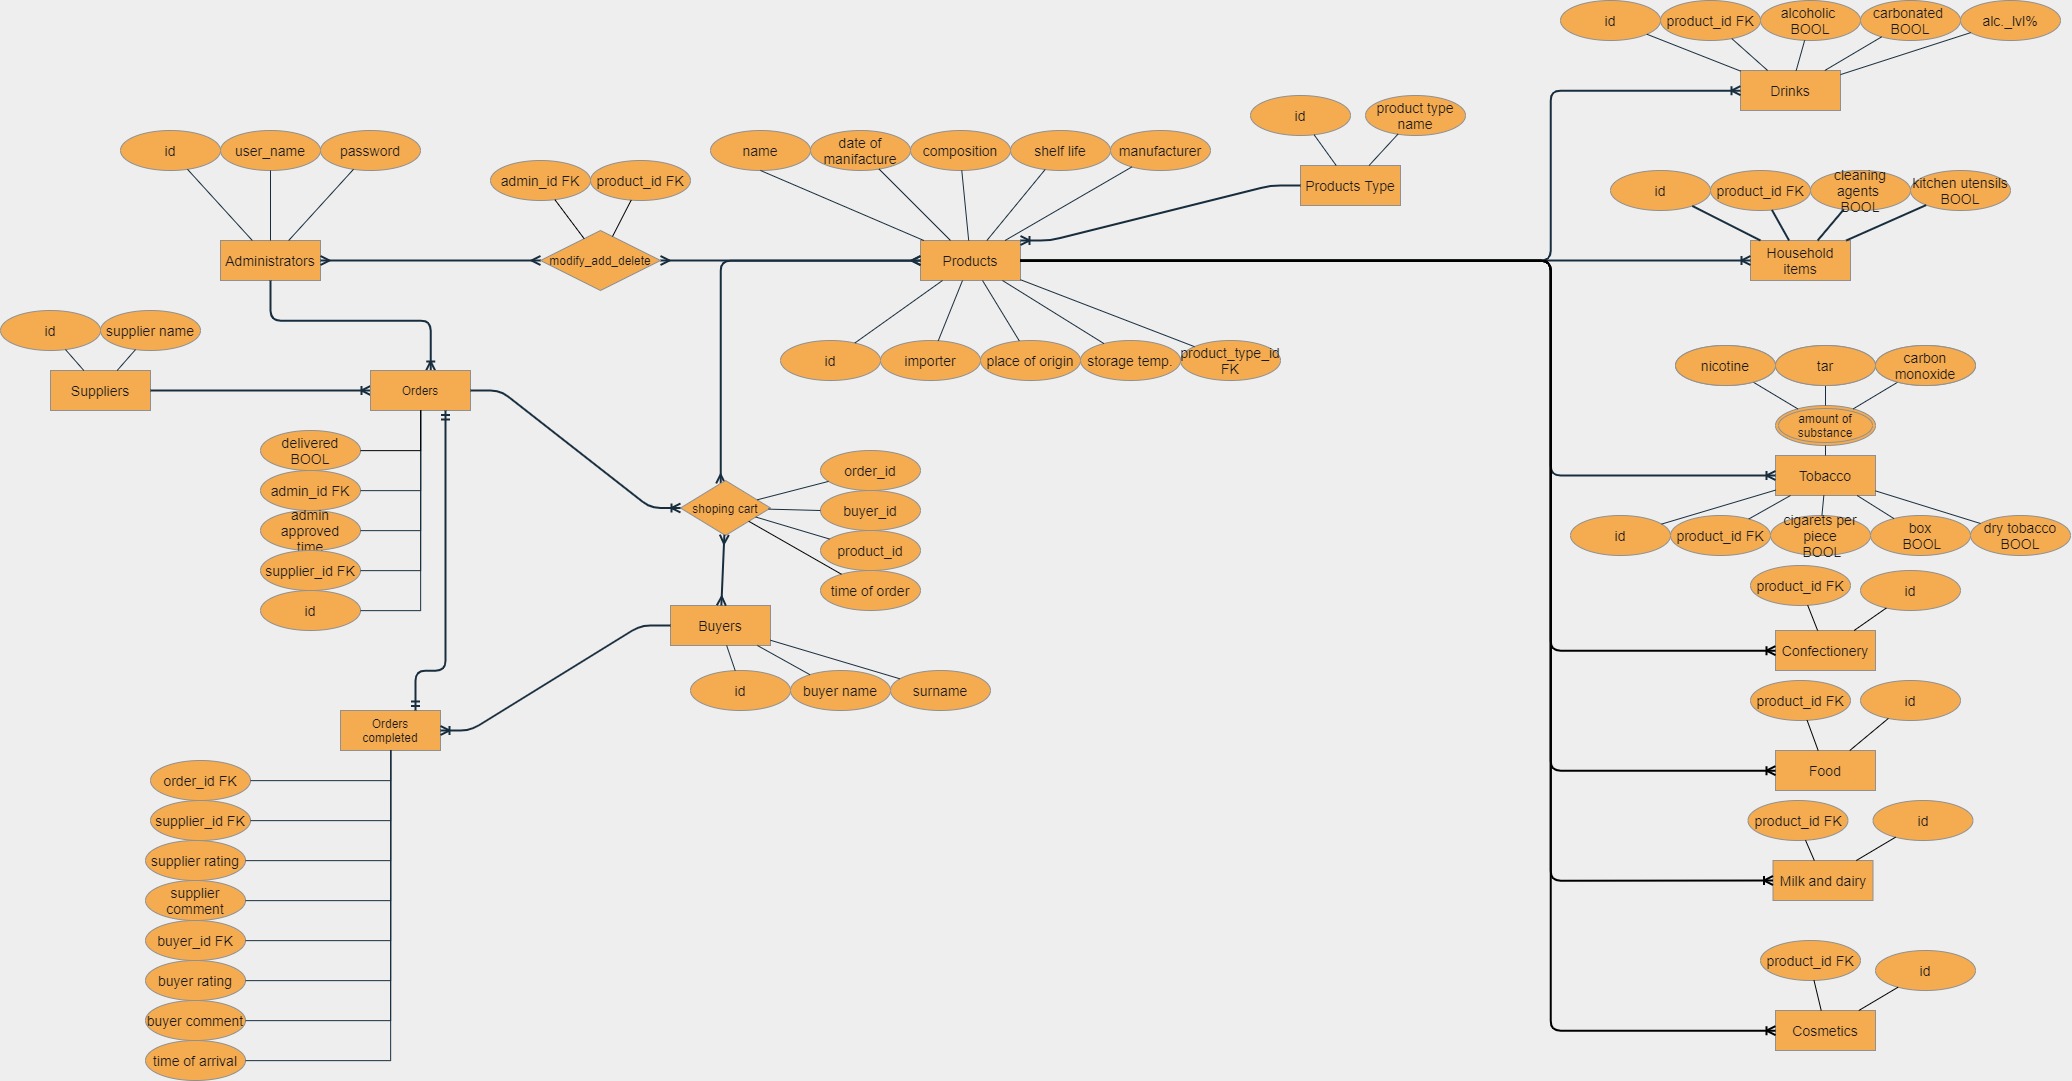 id
product_id FK
alcoholic
BOOL
carbonated
BOOL
alc._lvl%
Drinks
id
product type
name
Products Type
id
user_name
password
Administrators
admin_id FK
product_id FK
modify_add_delete
name
date of
manifacture
composition
shelf life
manufacturer
Products
id
importer
place of origin
storage temp.
product_type_id
FK
id
product_id FK
cleaning
agents
BOOL
kitchen utensils
BOOL
Household
items
id
supplier name
Suppliers
Orders
delivered
BOOL
admin_id FK
admin
approved
time
supplier_id FK
id
shoping cart
order_id
buyer_id
product_id
time of order
Buyers
id
buyer name
surname
nicotine
tar
carbon
monoxide
amount of
substance
Tobacco
id
product_id FK
cigarets per
piece
BOOL
box
BOOL
dry tobacco
BOOL
product_id FK
id
Confectionery
product_id FK
id
Food
product_id FK
id
Milk and dairy
product_id FK
id
Cosmetics
Orders
completed
order_id FK
supplier_id FK
supplier rating
supplier
comment
buyer_id FK
buyer rating
buyer comment
time of arrival